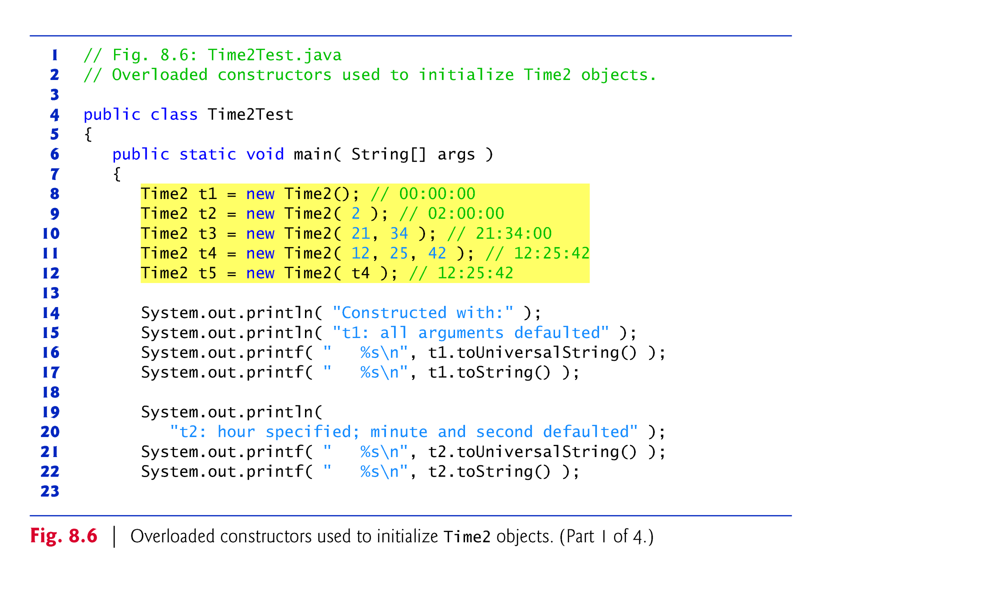 1 // Fig. 8.6: Time2Test.java
2 // Overloaded constructors used to initialize Time2 objects.
3
4 public class Time2Test
5 {
6    public static void main( String[] args )
7    {
8       Time2 t1 = new Time2(); // 00:00:00
9       Time2 t2 = new Time2( 2 ); // 02:00:00
10       Time2 t3 = new Time2( 21, 34 ); // 21:34:00
11       Time2 t4 = new Time2( 12, 25, 42 ); // 12:25:42
12       Time2 t5 = new Time2( t4 ); // 12:25:42
13
14       System.out.println( "Constructed with:" );
15       System.out.println( "t1: all arguments defaulted" );
16       System.out.printf( "   %s\n", t1.toUniversalString() );
17       System.out.printf( "   %s\n", t1.toString() );
18
19       System.out.println(
20          "t2: hour specified; minute and second defaulted" );
21       System.out.printf( "   %s\n", t2.toUniversalString() );
22       System.out.printf( "   %s\n", t2.toString() );
23
Fig. 8.6 | Overloaded constructors used to initialize Time2 objects. (Part 1 of 4.)